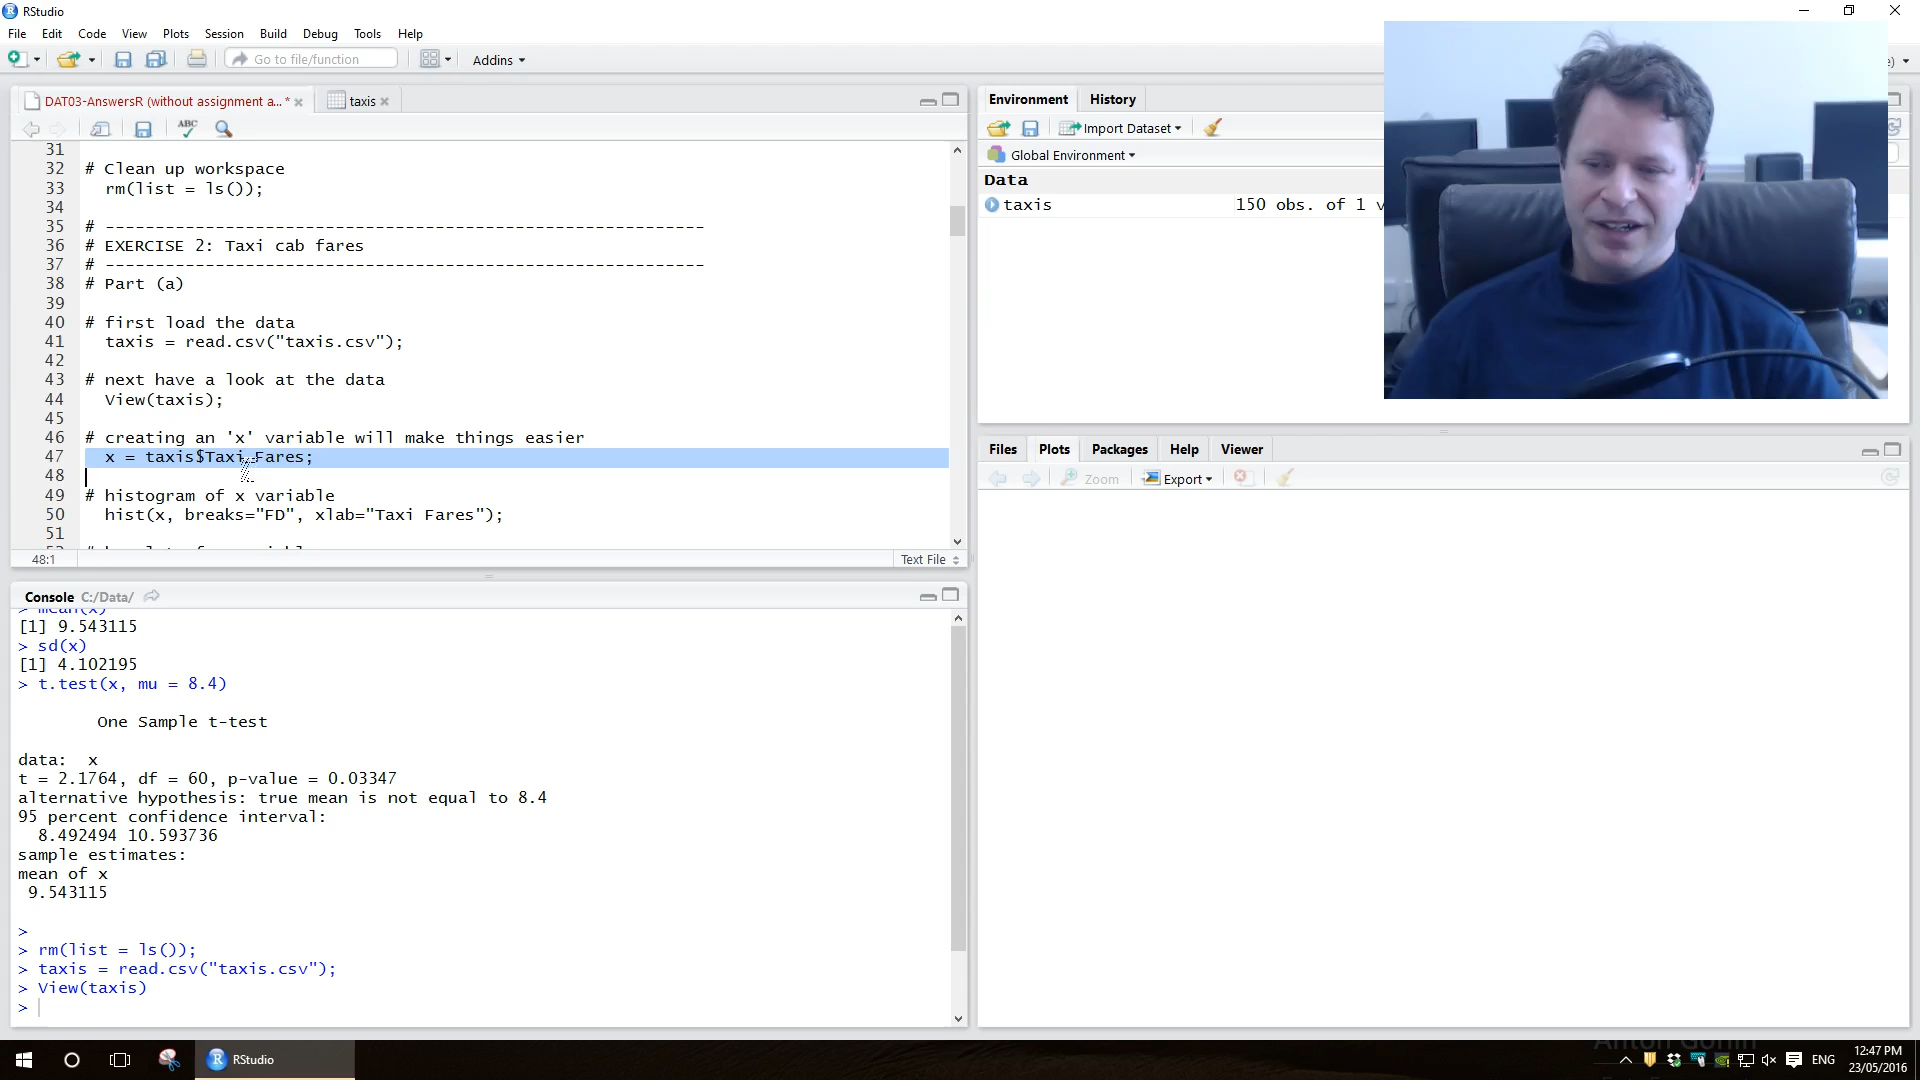 RStudio
File Edit Code View Plots Session Build Debug Tools Help
Go to file/function Addins
DAT03-AnswersR (without assignment a... * taxis
ABC
31
32 # Clean up workspace
33 rm(list = ls());
34
35 # ------------------------------------------------------------
36 # EXERCISE 2: Taxi cab fares
37 # ------------------------------------------------------------
38 # Part (a)
39
40 # first load the data
41 taxis = read.csv("taxis.csv");
42
43 # next have a look at the data
44 View(taxis);
45
46 # creating an 'x' variable will make things easier
47 x = taxis$Taxi.Fares;
48
49 # histogram of x variable
50 hist(x, breaks="FD", xlab="Taxi Fares");
51
48:1 Text File
Console C:/Data/
> mean(x)
[1] 9.543115
> sd(x)
[1] 4.102195
> t.test(x, mu = 8.4)
One Sample t-test
data: x
t = 2.1764, df = 60, p-value = 0.03347
alternative hypothesis: true mean is not equal to 8.4
95 percent confidence interval:
8.492494 10.593736
sample estimates:
mean of x
9.543115
>
> rm(list = ls());
> taxis = read.csv("taxis.csv");
> View(taxis)
>
Environment History
Import Dataset
Global Environment
Data
taxis 150 obs. of 1 v
Files Plots Packages Help Viewer
Zoom Export
RStudio
ENG
12:47 PM
23/05/2016